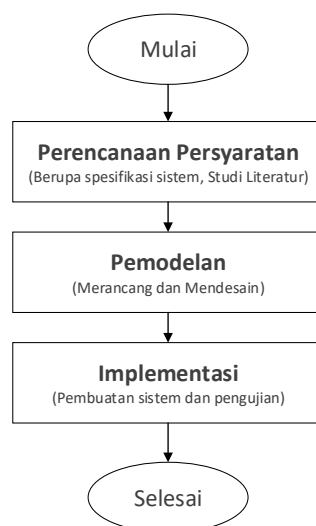 Mulai
Perencanaan Persyaratan
(Berupa spesifikasi sistem, Studi Literatur)
Pemodelan
(Merancang dan Mendesain)
Implementasi
(Pembuatan sistem dan pengujian)
Selesai